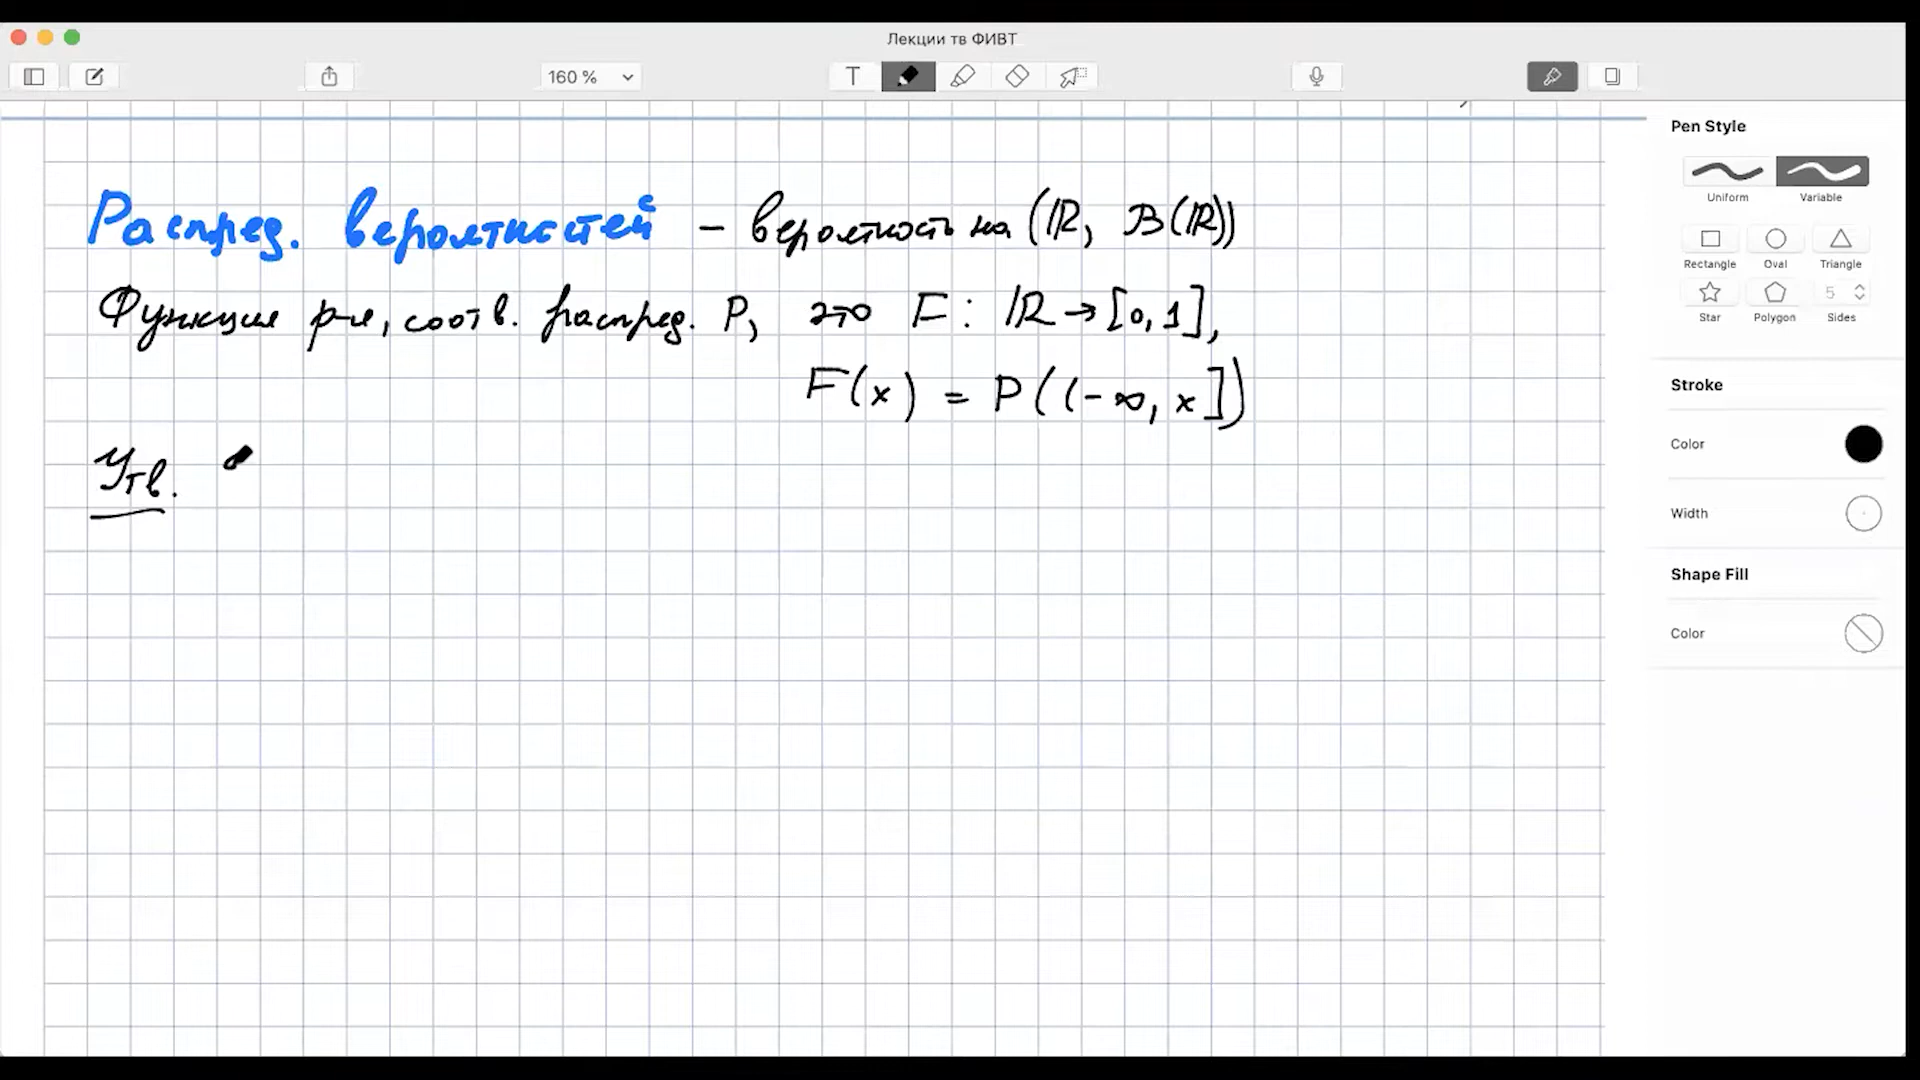 Лекции тв ФИВТ
160 %
T
Pen Style
Uniform
Variable
Rectangle
Oval
Triangle
5
Star
Polygon
Sides
Stroke
Color
Width
Shape Fill
Color
Распред. вероятностей – вероятность на (ℝ, B(ℝ))
Функция р-я, соотв. распред. P, это F: ℝ → [0, 1],
F(x) = P((-∞, x])
Утв.